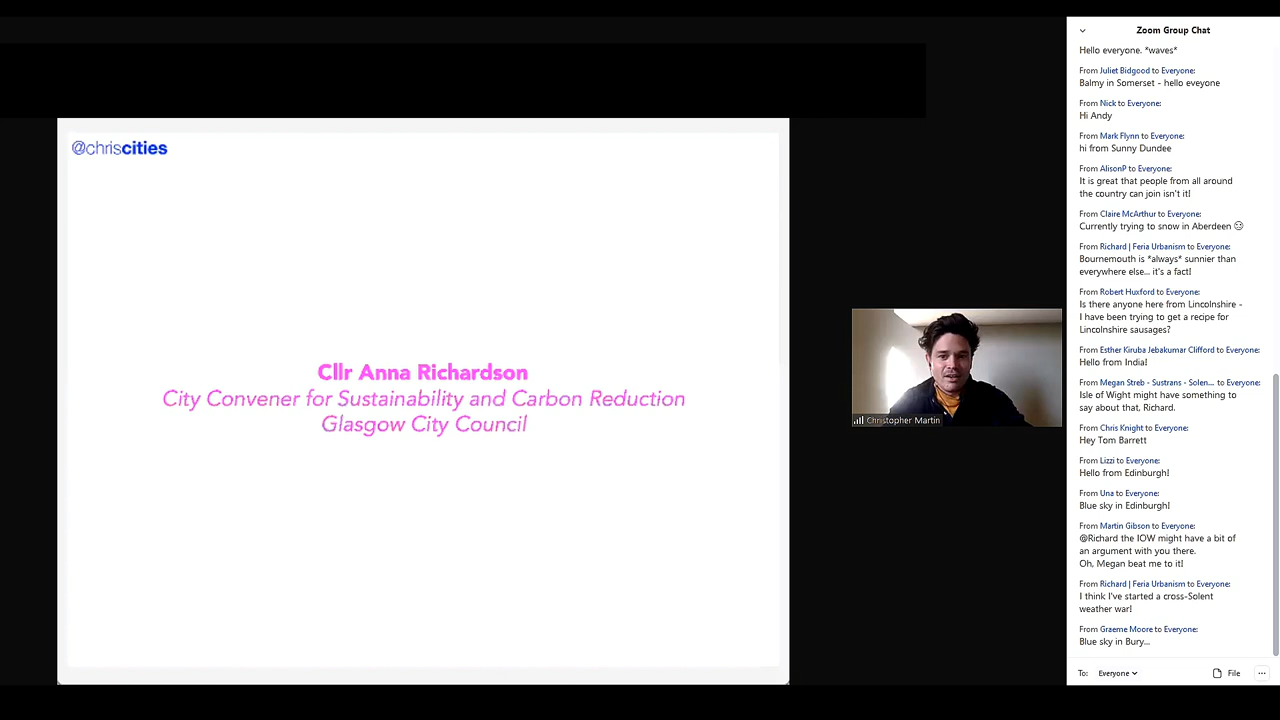 @chriscities
Cllr Anna Richardson
City Convener for Sustainability and Carbon Reduction
Glasgow City Council
Christopher Martin
Zoom Group Chat
Hello everyone. *waves*
From Juliet Bidgood to Everyone:
Balmy in Somerset - hello eveyone
From Nick to Everyone:
Hi Andy
From Mark Flynn to Everyone:
hi from Sunny Dundee
From AlisonP to Everyone:
It is great that people from all around
the country can join isn't it!
From Claire McArthur to Everyone:
Currently trying to snow in Aberdeen 😏
From Richard | Feria Urbanism to Everyone:
Bournemouth is *always* sunnier than
everywhere else... it's a fact!
From Robert Huxford to Everyone:
Is there anyone here from Lincolnshire -
I have been trying to get a recipe for
Lincolnshire sausages?
From Esther Kiruba Jebakumar Clifford to Everyone:
Hello from India!
From Megan Streb - Sustrans - Solen... to Everyone:
Isle of Wight might have something to
say about that, Richard.
From Chris Knight to Everyone:
Hey Tom Barrett
From Lizzi to Everyone:
Hello from Edinburgh!
From Una to Everyone:
Blue sky in Edinburgh!
From Martin Gibson to Everyone:
@Richard the IOW might have a bit of
an argument with you there.
Oh, Megan beat me to it!
From Richard | Feria Urbanism to Everyone:
I think I've started a cross-Solent
weather war!
From Graeme Moore to Everyone:
Blue sky in Bury...
To: Everyone File ...